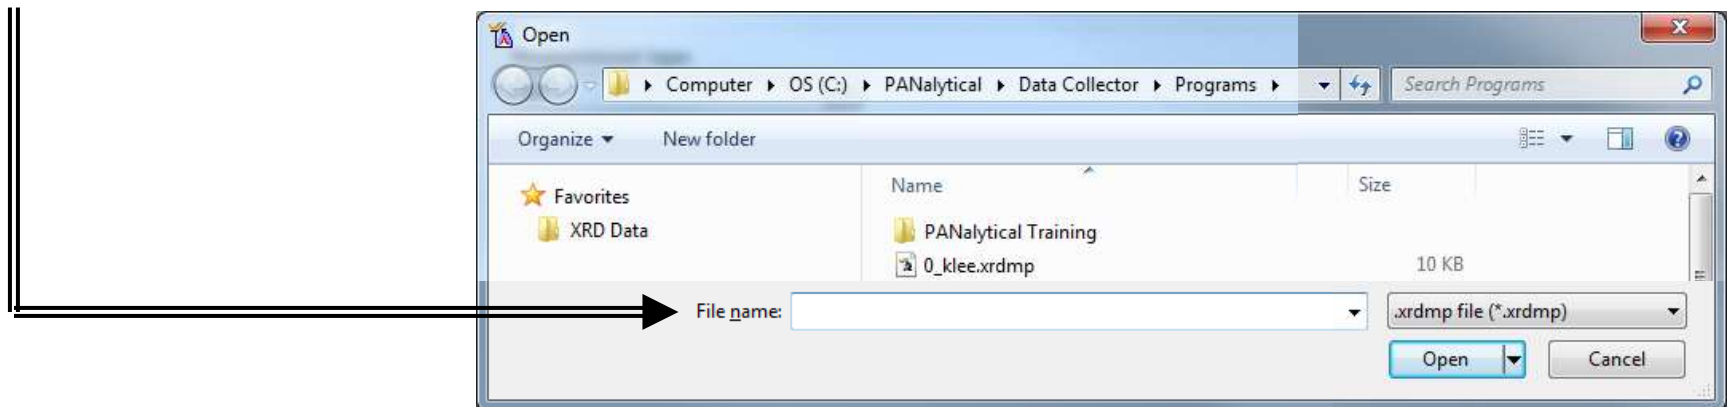 Open
Computer OS (C:) PANalytical Data Collector Programs Search Programs
Organize New folder
Favorites
XRD Data
Name Size
PANalytical Training
0_klee.xrdmp 10 KB
File name: .xrdmp file (*.xrdmp)
Open Cancel